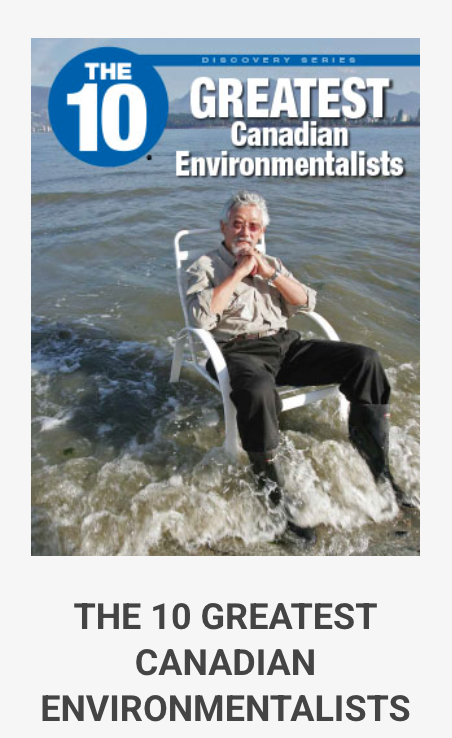 DISCOVERY SERIES
THE
10
GREATEST
Canadian
Environmentalists
THE 10 GREATEST
CANADIAN
ENVIRONMENTALISTS